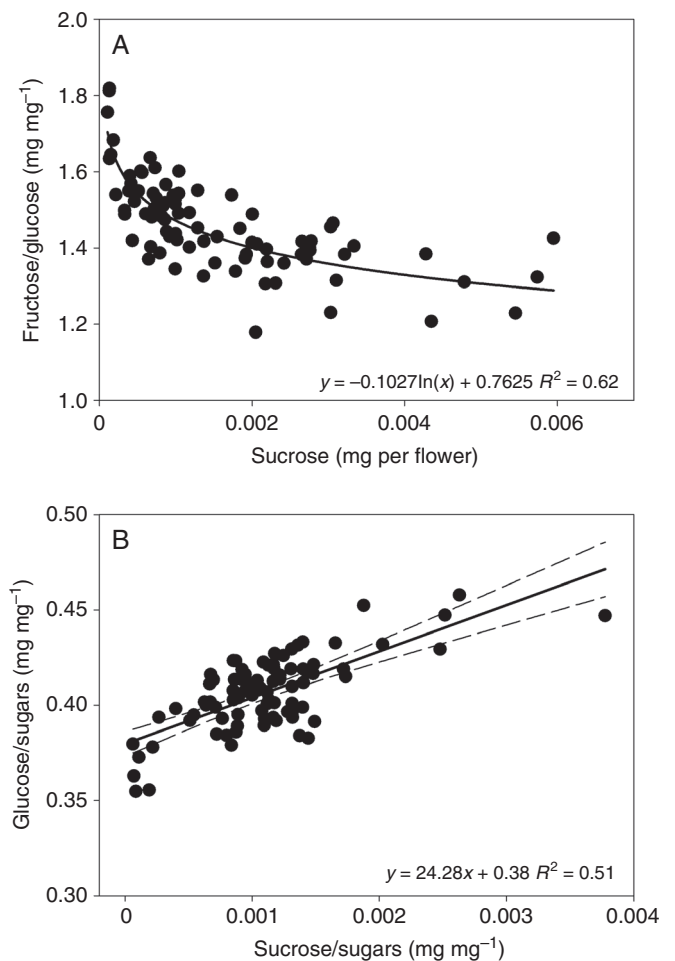 A
2.0
1.8
1.6
1.4
1.2
1.0
Fructose/glucose (mg mg⁻¹)
y = –0.1027ln(x) + 0.7625 R² = 0.62
0 0.002 0.004 0.006
Sucrose (mg per flower)
B
0.50
0.45
0.40
0.35
0.30
Glucose/sugars (mg mg⁻¹)
y = 24.28x + 0.38 R² = 0.51
0 0.001 0.002 0.003 0.004
Sucrose/sugars (mg mg⁻¹)